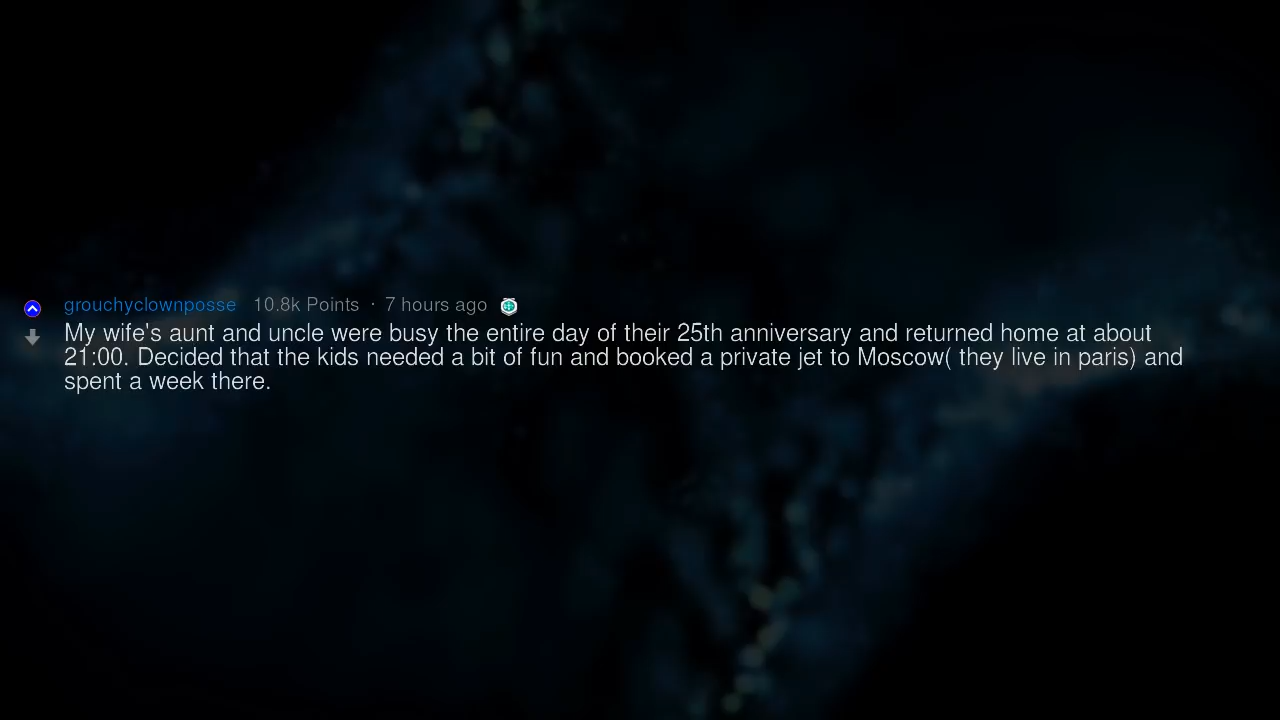 grouchyclownposse 10.8k Points · 7 hours ago
My wife's aunt and uncle were busy the entire day of their 25th anniversary and returned home at about
21:00. Decided that the kids needed a bit of fun and booked a private jet to Moscow( they live in paris) and
spent a week there.